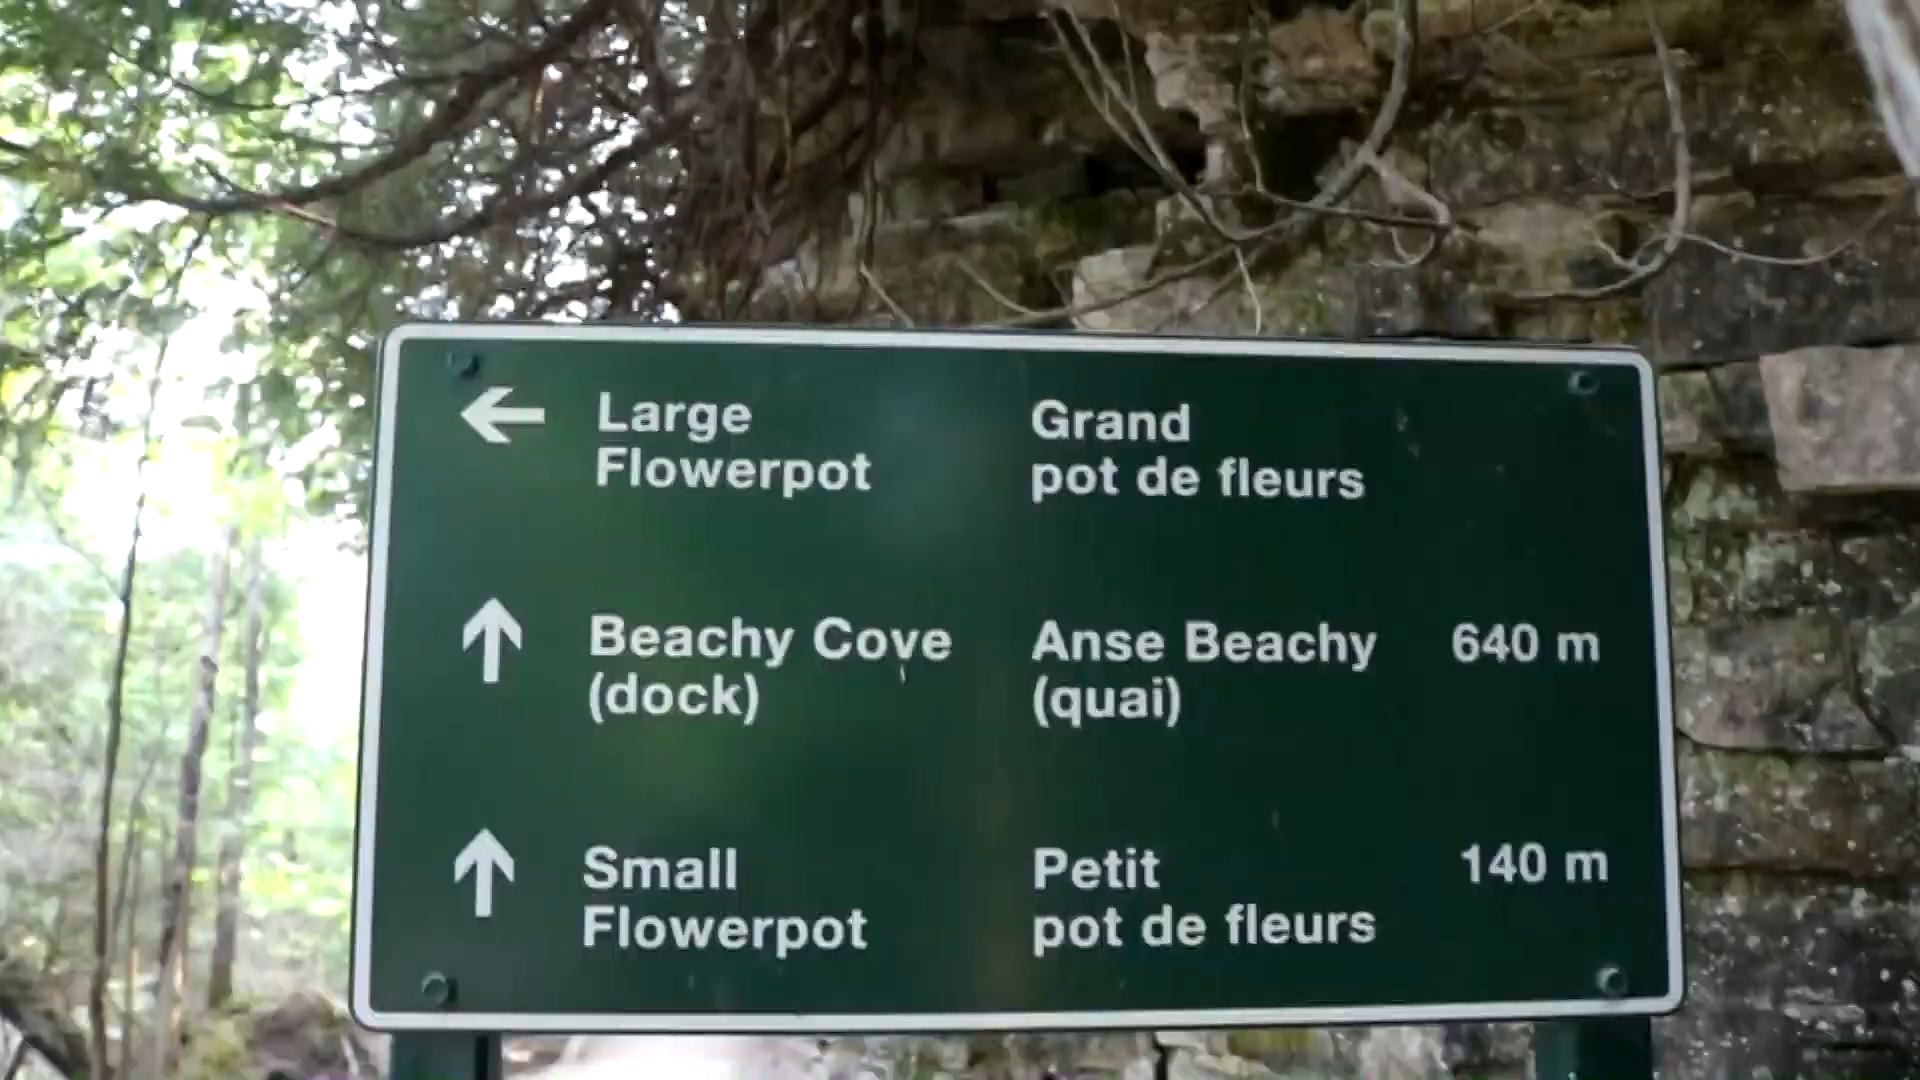 Large
Flowerpot
Grand
pot de fleurs
Beachy Cove
(dock)
Anse Beachy
(quai)
640 m
Small
Flowerpot
Petit
pot de fleurs
140 m